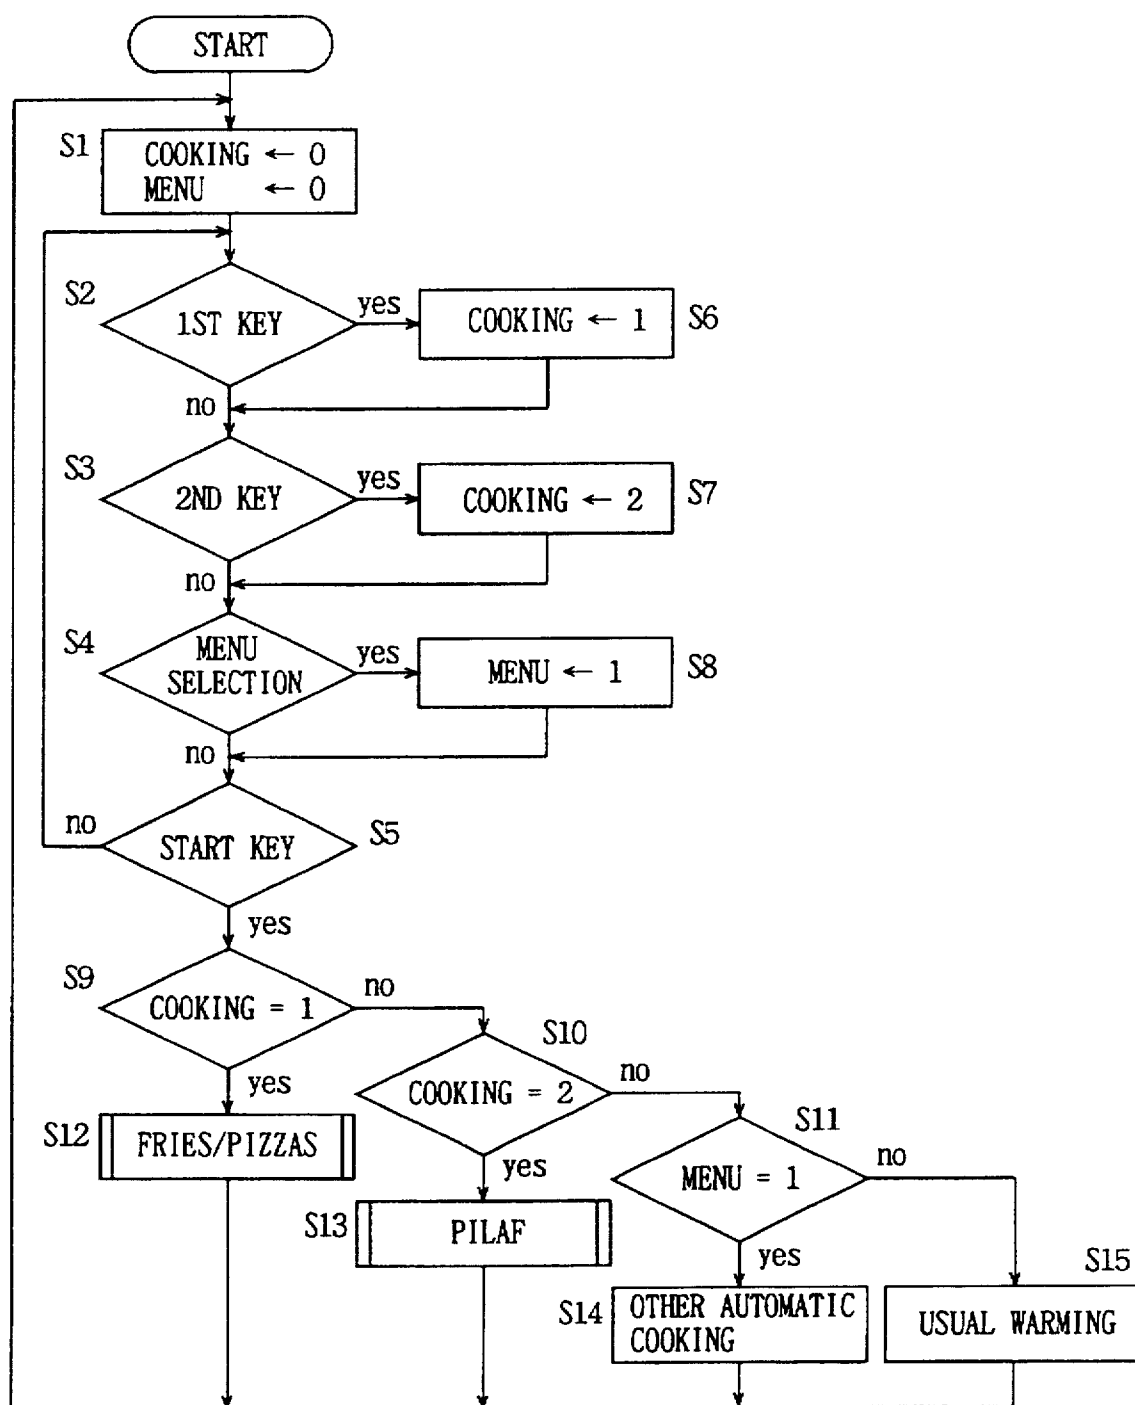 START
S1
COOKING ← 0
MENU ← 0
S2
1ST KEY
yes
COOKING ← 1
S6
no
S3
2ND KEY
yes
COOKING ← 2
S7
no
S4
MENU
SELECTION
yes
MENU ← 1
S8
no
no
START KEY
S5
yes
S9
COOKING = 1
no
S10
yes
COOKING = 2
no
S11
S12
FRIES/PIZZAS
yes
MENU = 1
no
S13
PILAF
yes
S15
S14
OTHER AUTOMATIC
COOKING
USUAL WARMING